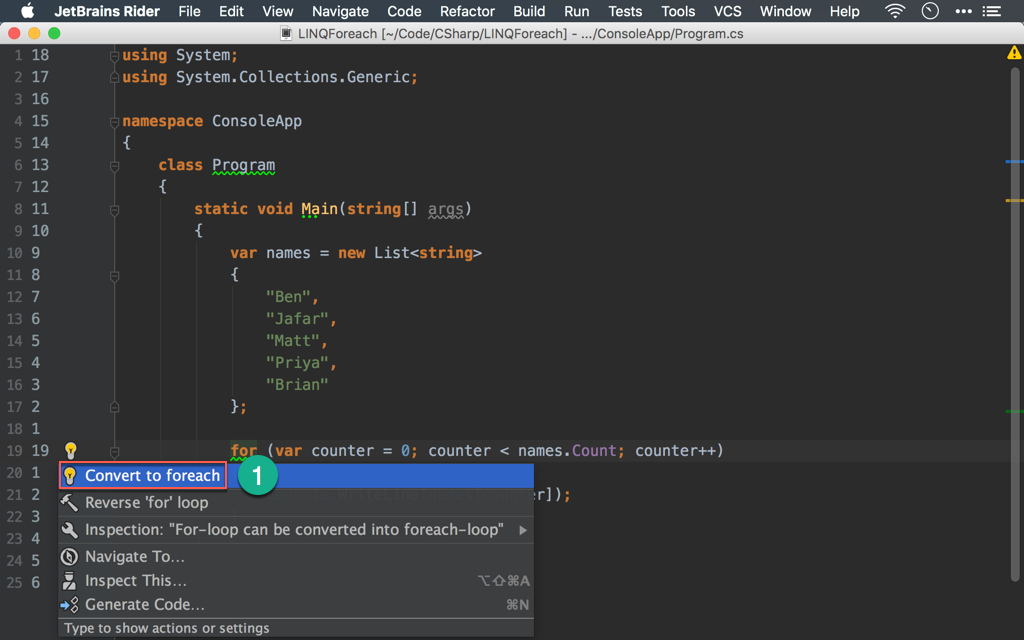 JetBrains Rider File Edit View Navigate Code Refactor Build Run Tests Tools VCS Window Help
LINQForeach [~/Code/CSharp/LINQForeach] - .../ConsoleApp/Program.cs
1 18 using System;
2 17 using System.Collections.Generic;
3 16
4 15 namespace ConsoleApp
5 14 {
6 13 class Program
7 12 {
8 11 static void Main(string[] args)
9 10 {
10 9 var names = new List<string>
11 8 {
12 7 "Ben",
13 6 "Jafar",
14 5 "Matt",
15 4 "Priya",
16 3 "Brian"
17 2 };
18 1
19 19 for (var counter = 0; counter < names.Count; counter++)
20 1 Convert to foreach 1
21 2 er]);
22 3 Reverse 'for' loop
23 4 Inspection: "For-loop can be converted into foreach-loop"
24 5 Navigate To...
25 6 Inspect This... ⌥⇧⌘A
Generate Code... ⌘N
Type to show actions or settings